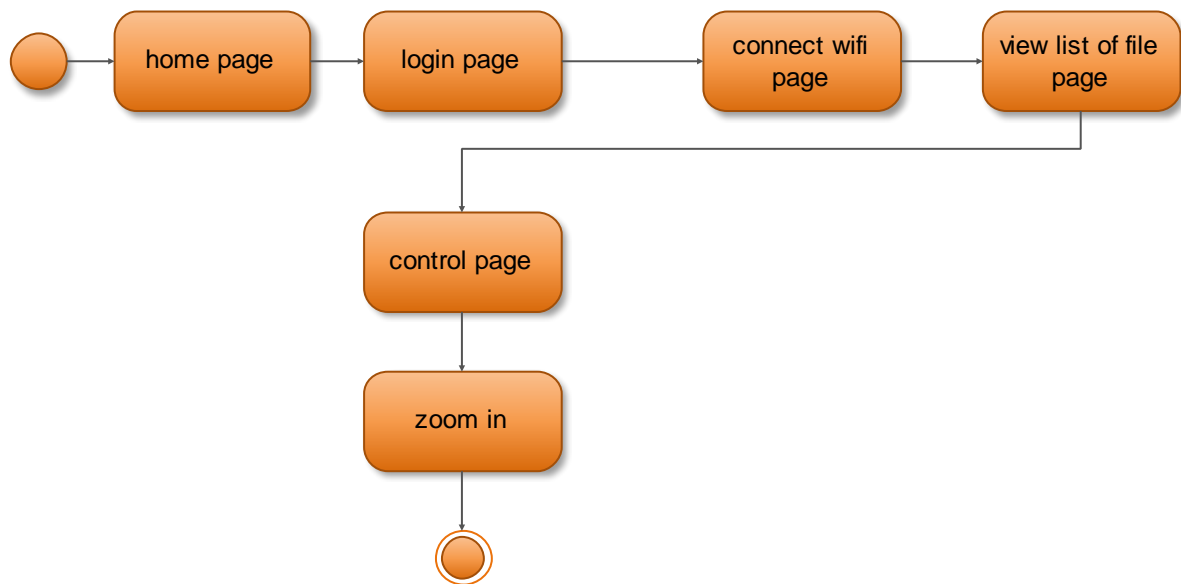 home page
login page
connect wifi
page
view list of file
page
control page
zoom in